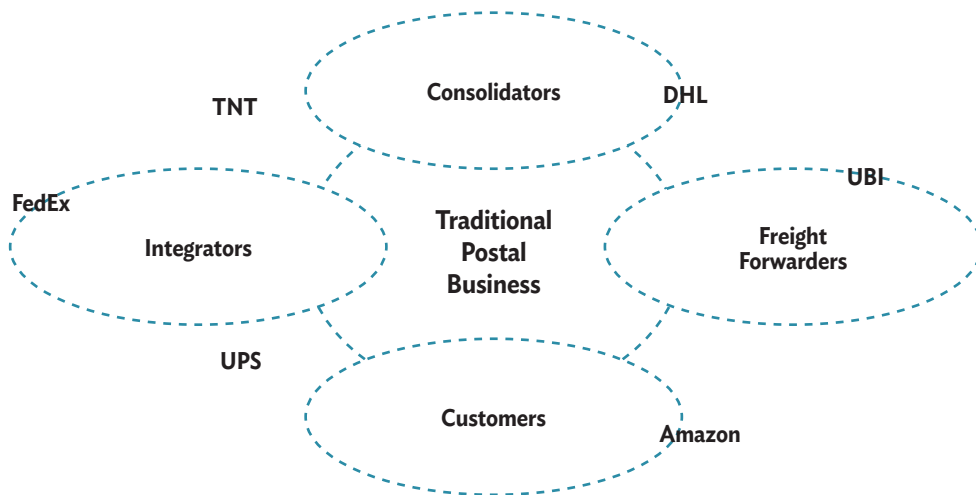 Consolidators
TNT
DHL
UBI
FedEx
Traditional
Postal
Business
Integrators
Freight
Forwarders
UPS
Customers
Amazon